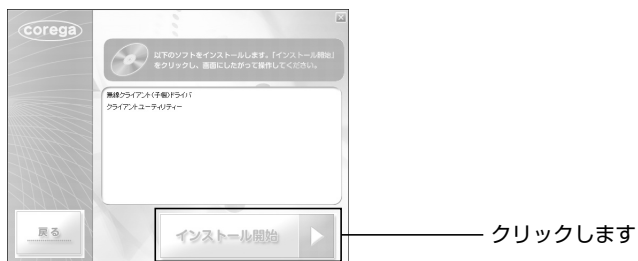 corega
以下のソフトをインストールします。「インストール開始」
をクリックし、画面にしたがって操作してください。
無線クライアント(子機)ドライバ
クライアントユーティリティー
戻る
インストール開始
クリックします